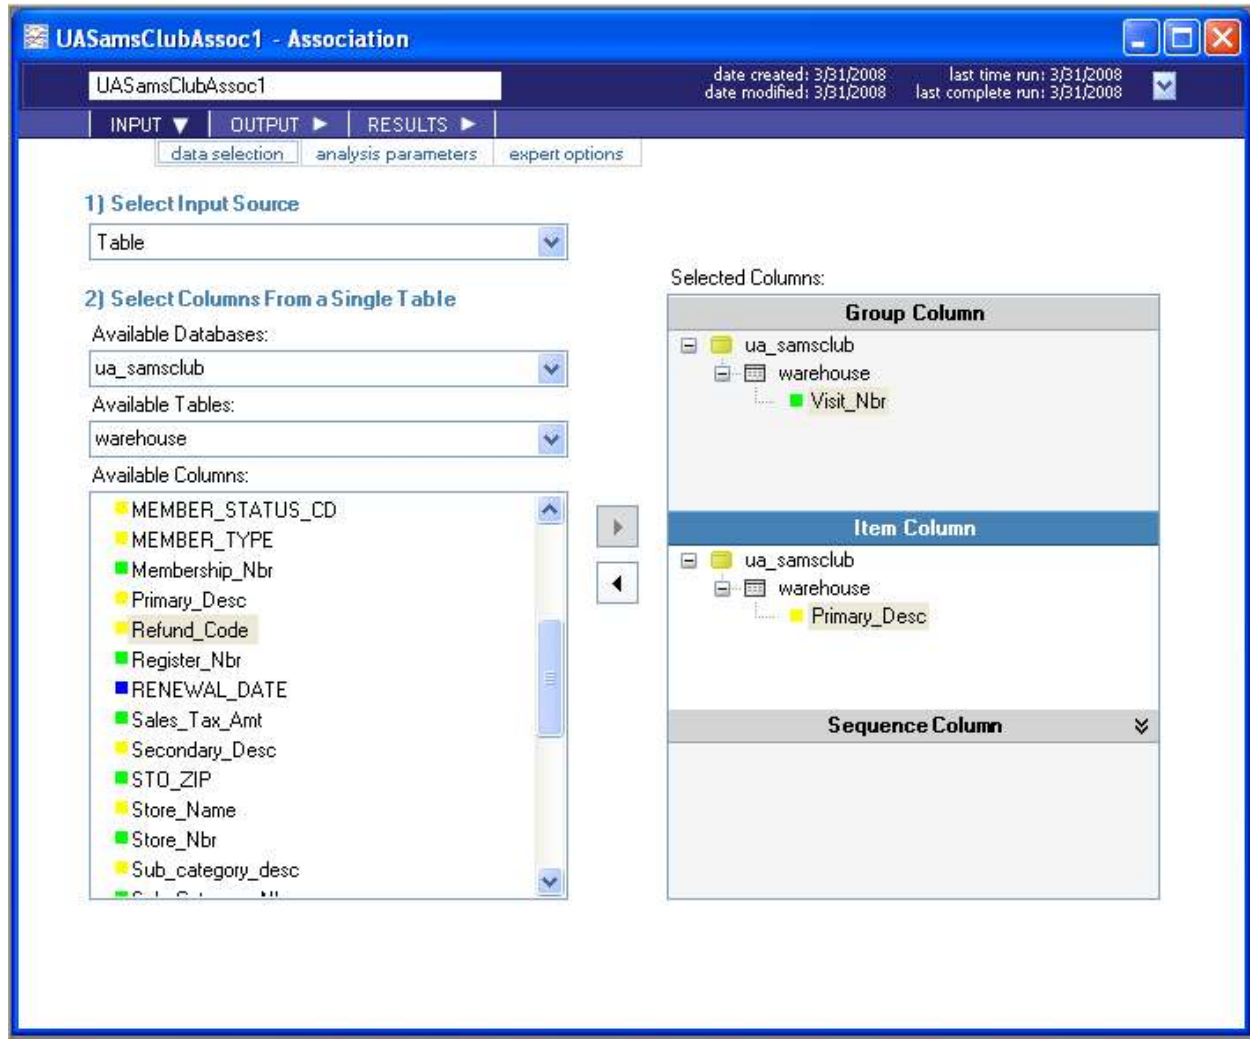 UASamsClubAssoc1 - Association
UASamsClubAssoc1
date created: 3/31/2008 last time run: 3/31/2008
date modified: 3/31/2008 last complete run: 3/31/2008
INPUT ▼ OUTPUT ► RESULTS ►
data selection analysis parameters expert options
1) Select Input Source
Table
2) Select Columns From a Single Table
Available Databases:
ua_samsclub
Available Tables:
warehouse
Available Columns:
MEMBER_STATUS_CD
MEMBER_TYPE
Membership_Nbr
Primary_Desc
Refund_Code
Register_Nbr
RENEWAL_DATE
Sales_Tax_Amt
Secondary_Desc
STO_ZIP
Store_Name
Store_Nbr
Sub_category_desc
Selected Columns:
Group Column
ua_samsclub
warehouse
Visit_Nbr
Item Column
ua_samsclub
warehouse
Primary_Desc
Sequence Column